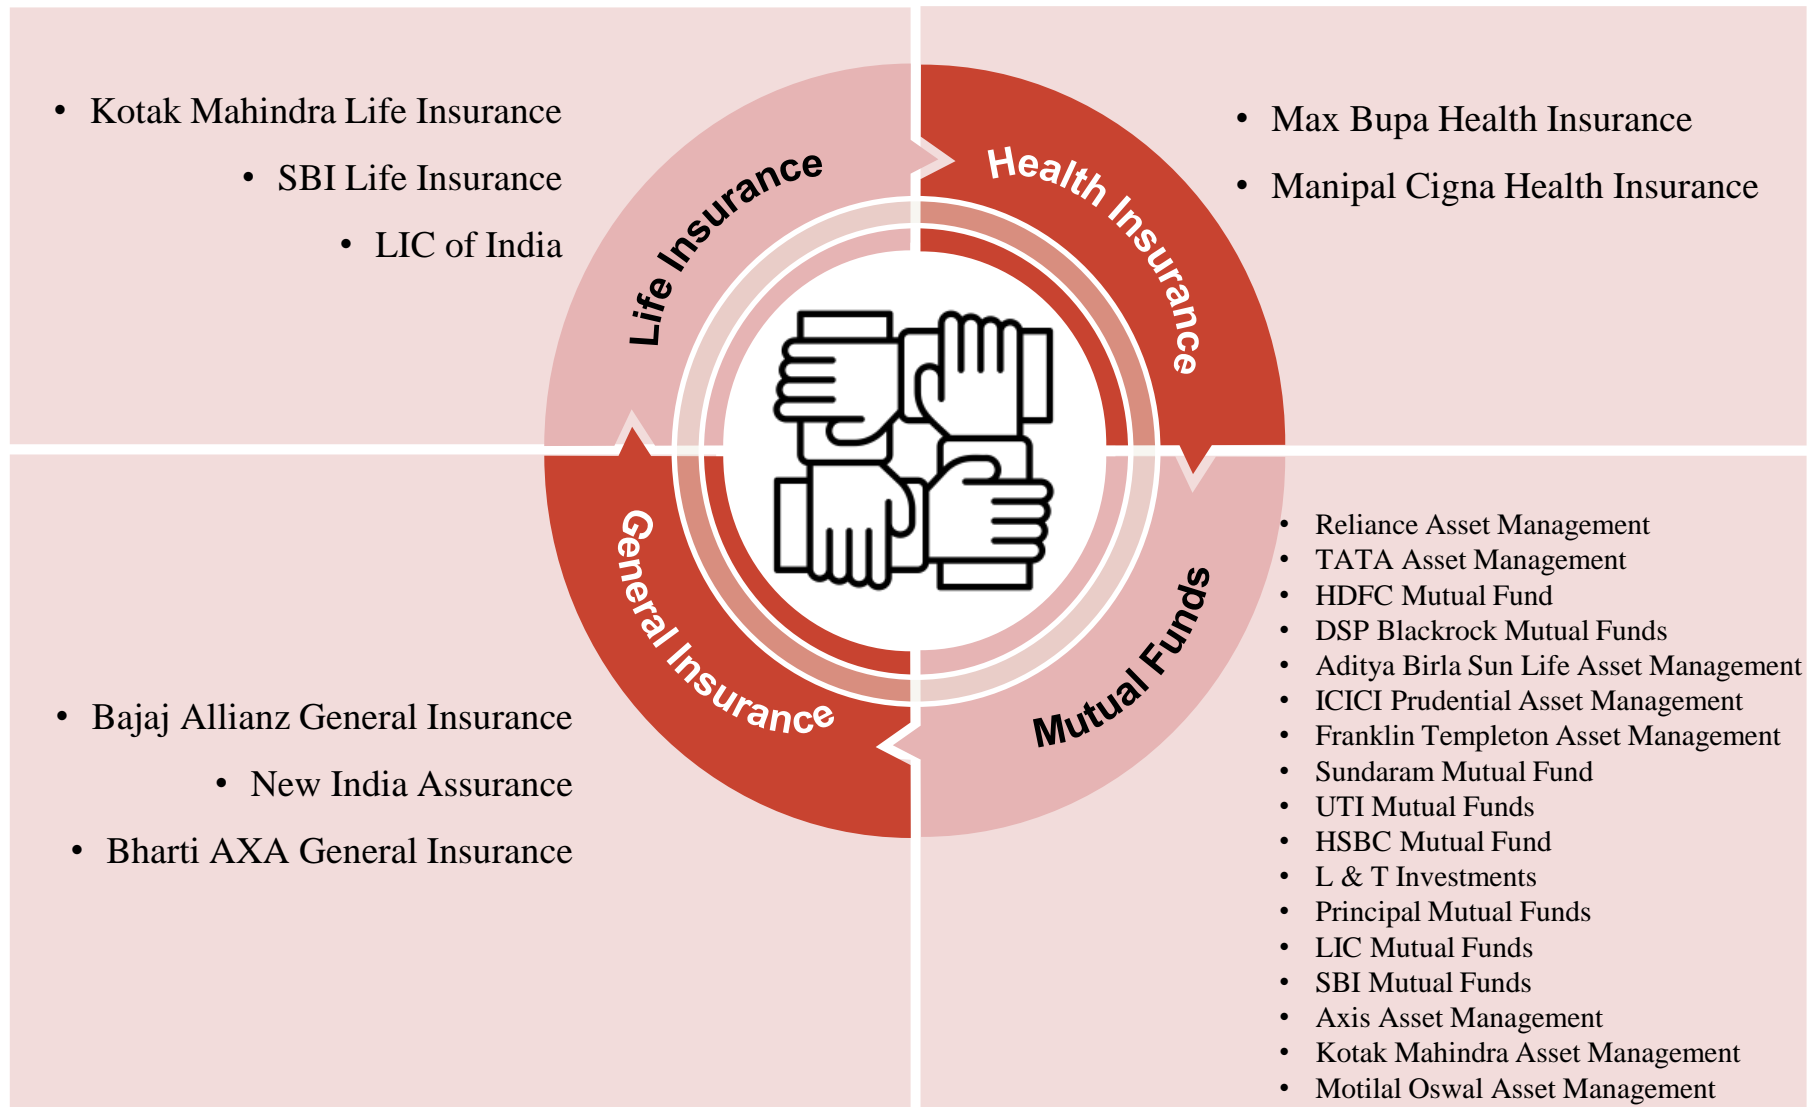 Life Insurance
• Kotak Mahindra Life Insurance
• SBI Life Insurance
• LIC of India
Health Insurance
• Max Bupa Health Insurance
• Manipal Cigna Health Insurance
General Insurance
• Bajaj Allianz General Insurance
• New India Assurance
• Bharti AXA General Insurance
Mutual Funds
• Reliance Asset Management
• TATA Asset Management
• HDFC Mutual Fund
• DSP Blackrock Mutual Funds
• Aditya Birla Sun Life Asset Management
• ICICI Prudential Asset Management
• Franklin Templeton Asset Management
• Sundaram Mutual Fund
• UTI Mutual Funds
• HSBC Mutual Fund
• L & T Investments
• Principal Mutual Funds
• LIC Mutual Funds
• SBI Mutual Funds
• Axis Asset Management
• Kotak Mahindra Asset Management
• Motilal Oswal Asset Management